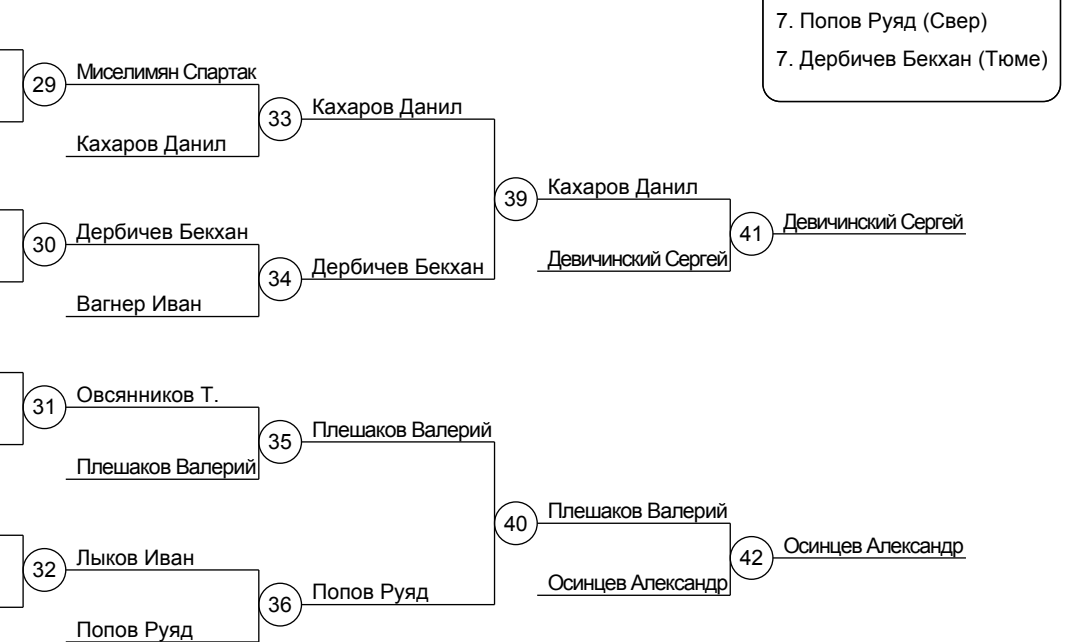 7. Попов Руяд (Свер)
7. Дербичев Бекхан (Тюме)
29 Миселимян Спартак
33 Кахаров Данил
Кахаров Данил
39 Кахаров Данил
41 Девичинский Сергей
30 Дербичев Бекхан
Девичинский Сергей
34 Дербичев Бекхан
Вагнер Иван
31 Овсянников Т.
35 Плешаков Валерий
Плешаков Валерий
40 Плешаков Валерий
42 Осинцев Александр
32 Лыков Иван
Осинцев Александр
36 Попов Руяд
Попов Руяд